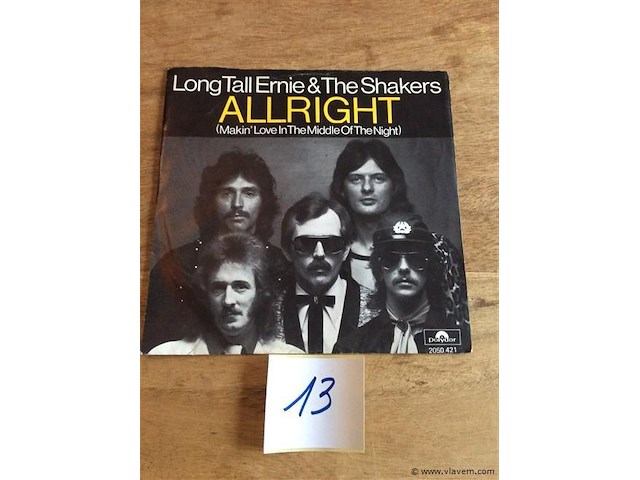 Long Tall Ernie & The Shakers
ALLRIGHT
(Makin' Love In The Middle Of The Night)
Polydor
2050 421
13
© www.vlavem.com